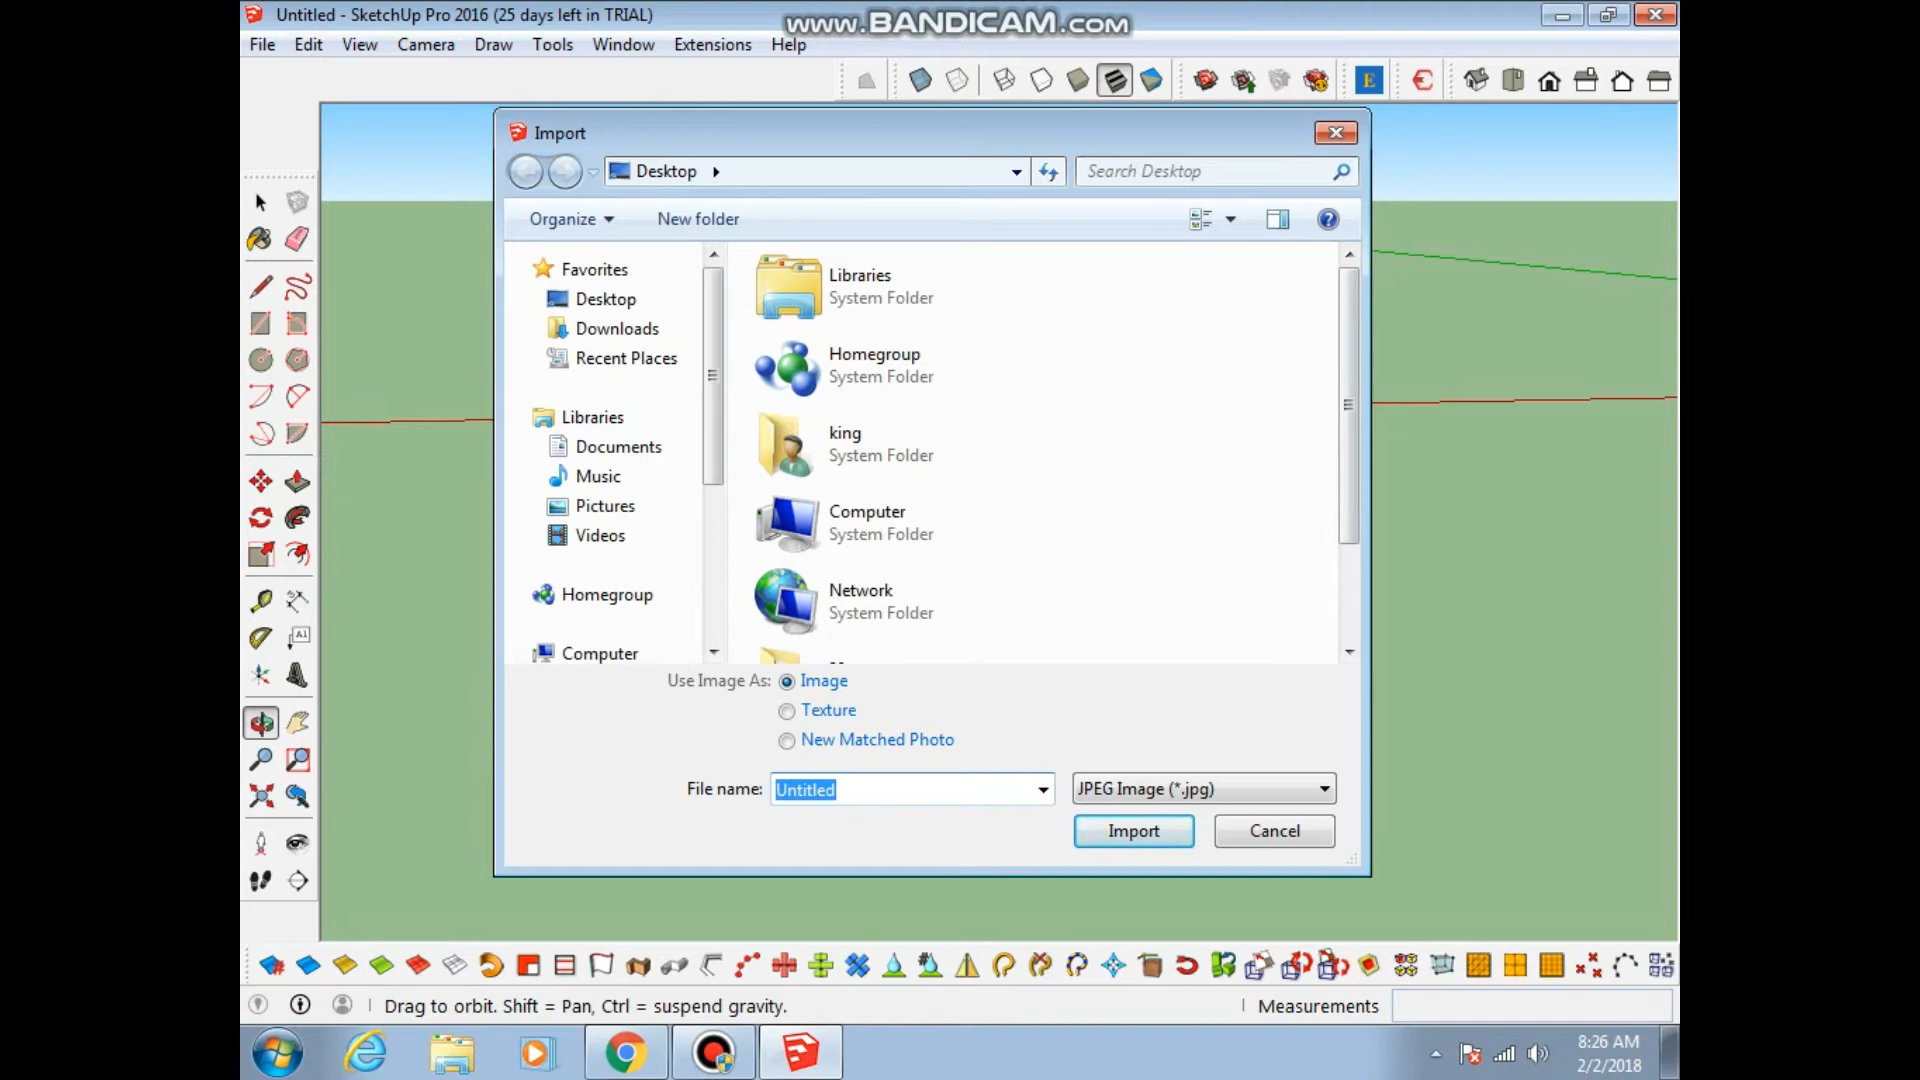 Untitled - SketchUp Pro 2016 (25 days left in TRIAL)
www.BANDICAM.com
File Edit View Camera Draw Tools Window Extensions Help
E
Import
Desktop
Search Desktop
Organize New folder
Favorites
Desktop
Downloads
Recent Places
Libraries
Documents
Music
Pictures
Videos
Homegroup
Computer
Libraries
System Folder
Homegroup
System Folder
king
System Folder
Computer
System Folder
Network
System Folder
Use Image As: Image
Texture
New Matched Photo
File name: Untitled JPEG Image (*.jpg)
Import Cancel
A1
Drag to orbit. Shift = Pan, Ctrl = suspend gravity.
Measurements
8:26 AM
2/2/2018